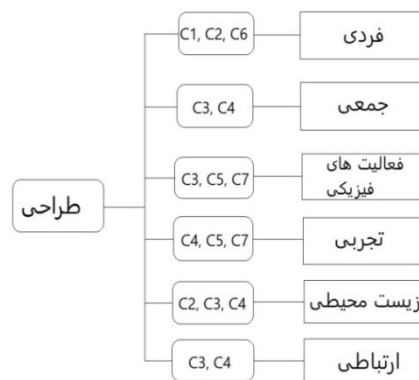 طراحی
C1, C2, C6
فردی
C3, C4
جمعی
C3, C5, C7
فعالیت های
فیزیکی
C4, C5, C7
تجربی
C2, C3, C4
زیست محیطی
C3, C4
ارتباطی